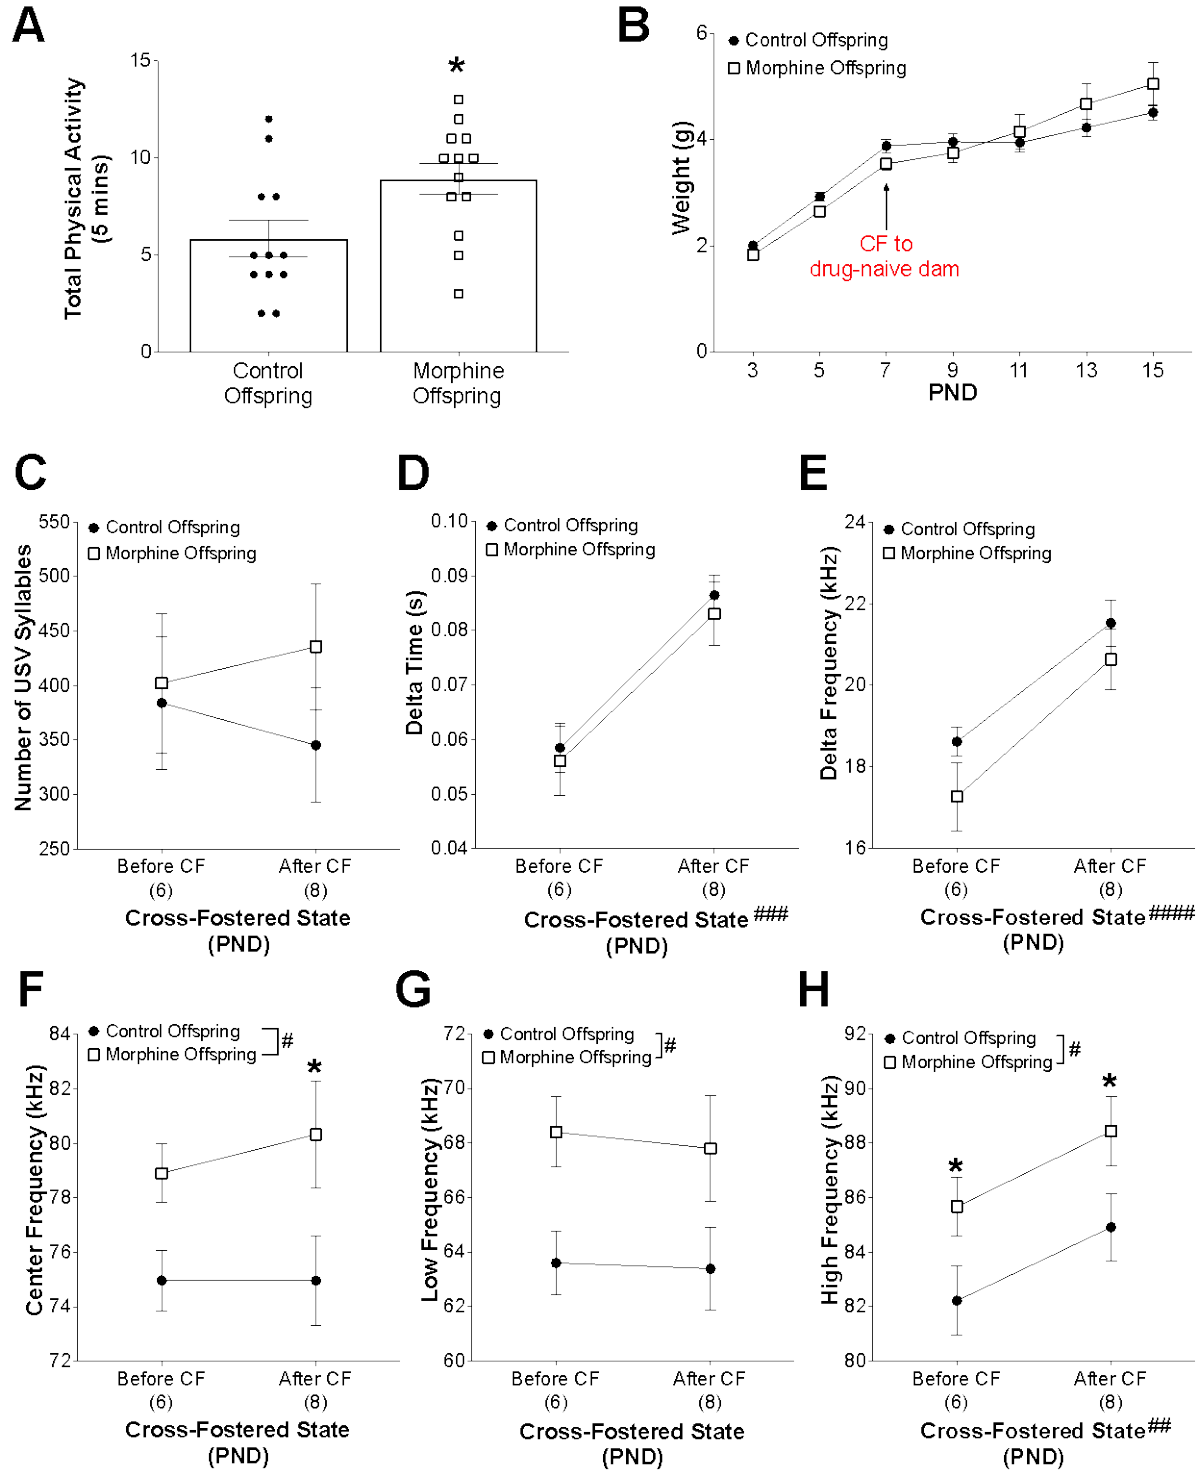 A
Total Physical Activity
(5 mins)
15
10
5
0
*
Control
Offspring
Morphine
Offspring
B
Weight (g)
6
4
2
0
Control Offspring
Morphine Offspring
CF to
drug-naive dam
3 5 7 9 11 13 15
PND
C
Number of USV Syllables
550
500
450
400
350
300
250
Control Offspring
Morphine Offspring
Before CF
(6)
After CF
(8)
Cross-Fostered State
(PND)
D
Delta Time (s)
0.10
0.09
0.08
0.07
0.06
0.05
0.04
Control Offspring
Morphine Offspring
Before CF
(6)
After CF
(8)
Cross-Fostered State ###
(PND)
E
Delta Frequency (kHz)
24
22
20
18
16
Control Offspring
Morphine Offspring
Before CF
(6)
After CF
(8)
Cross-Fostered State ####
(PND)
F
Center Frequency (kHz)
84
82
80
78
76
74
72
Control Offspring
Morphine Offspring
#
*
Before CF
(6)
After CF
(8)
Cross-Fostered State
(PND)
G
Low Frequency (kHz)
72
70
68
66
64
62
60
Control Offspring
Morphine Offspring
#
Before CF
(6)
After CF
(8)
Cross-Fostered State
(PND)
H
High Frequency (kHz)
92
90
88
86
84
82
80
Control Offspring
Morphine Offspring
#
*
*
Before CF
(6)
After CF
(8)
Cross-Fostered State ##
(PND)